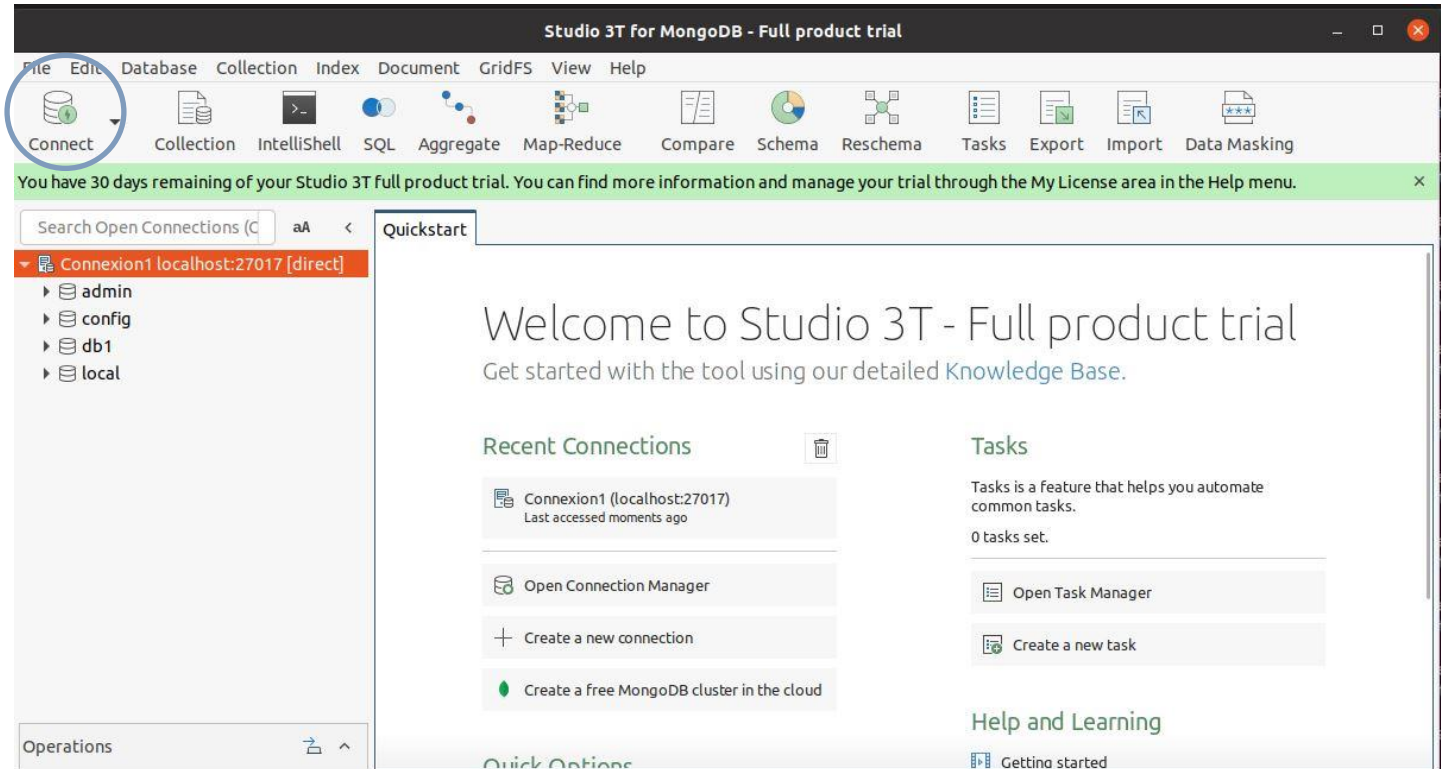 Studio 3T for MongoDB - Full product trial
File Edit Database Collection Index Document GridFS View Help
Connect Collection IntelliShell SQL Aggregate Map-Reduce Compare Schema Reschema Tasks Export Import Data Masking
You have 30 days remaining of your Studio 3T full product trial. You can find more information and manage your trial through the My License area in the Help menu.
Search Open Connections (C aA
Quickstart
Connexion1 localhost:27017 [direct]
admin
config
db1
local
Welcome to Studio 3T - Full product trial
Get started with the tool using our detailed Knowledge Base.
Recent Connections
Connexion1 (localhost:27017)
Last accessed moments ago
Open Connection Manager
Create a new connection
Create a free MongoDB cluster in the cloud
Quick Options
Tasks
Tasks is a feature that helps you automate
common tasks.
0 tasks set.
Open Task Manager
Create a new task
Help and Learning
Getting started
Operations